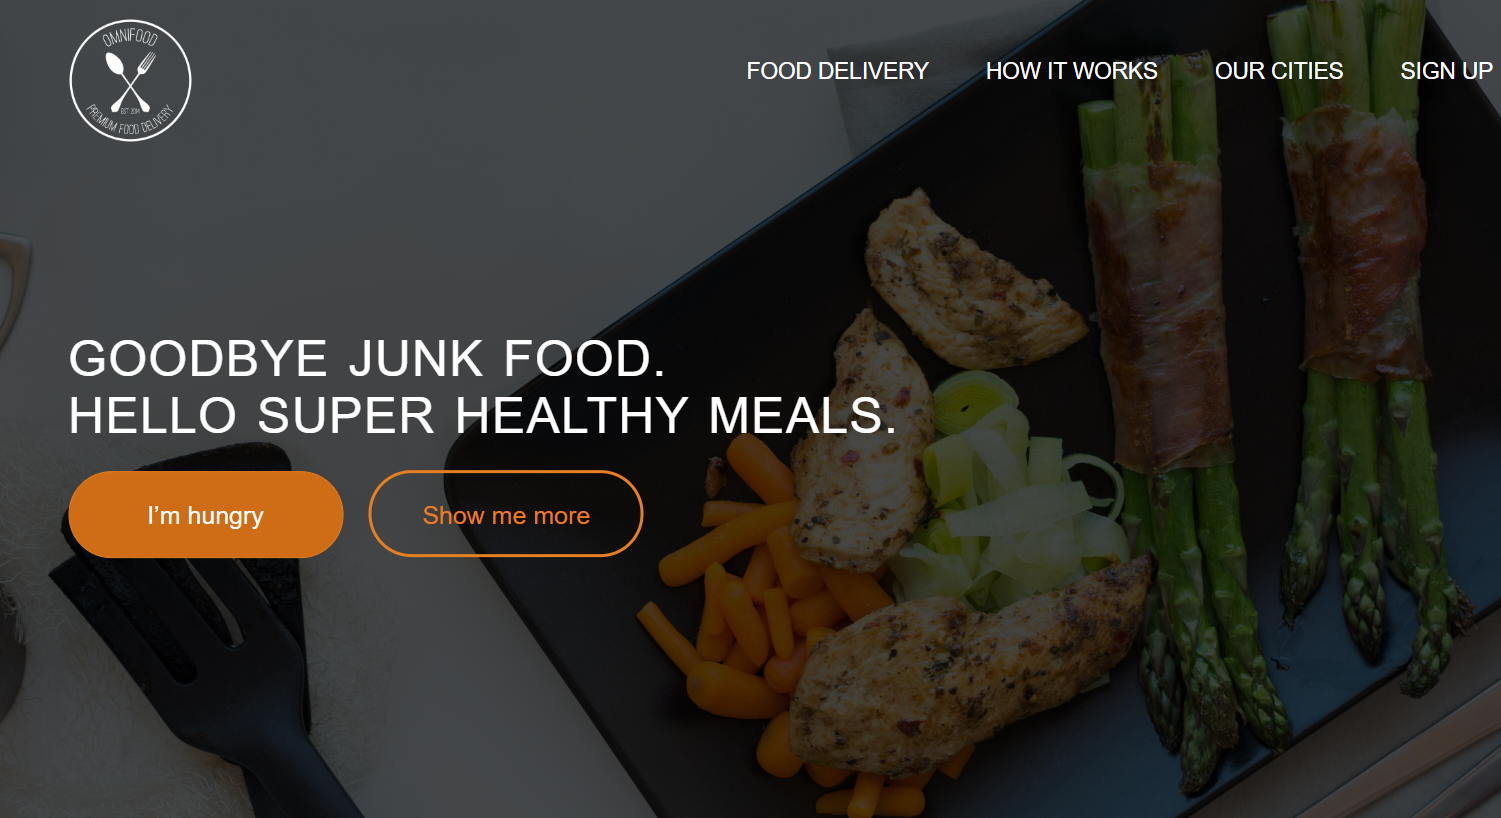 OMNIFOOD
EST 2014
PREMIUM FOOD DELIVERY
FOOD DELIVERY HOW IT WORKS OUR CITIES SIGN UP
GOODBYE JUNK FOOD.
HELLO SUPER HEALTHY MEALS.
I’m hungry Show me more